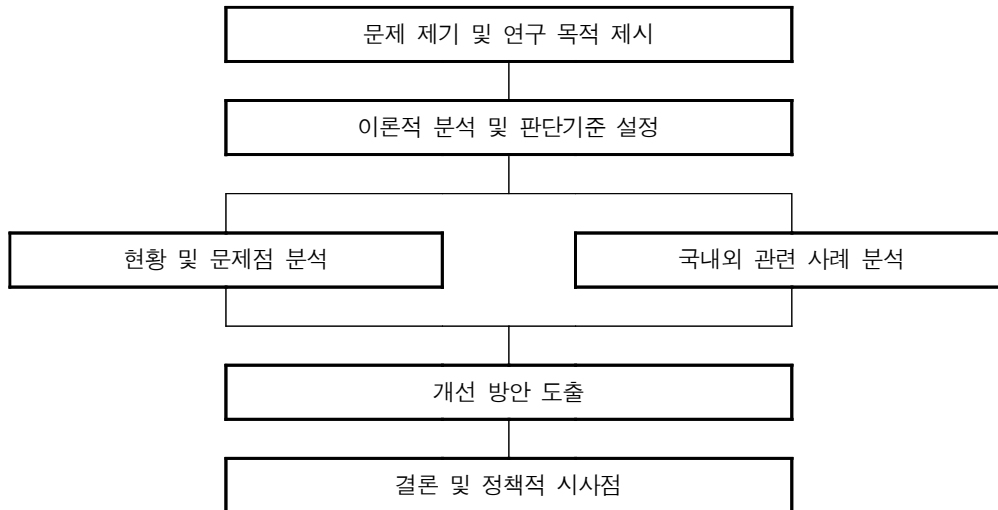 문제 제기 및 연구 목적 제시
이론적 분석 및 판단기준 설정
현황 및 문제점 분석
국내외 관련 사례 분석
개선 방안 도출
결론 및 정책적 시사점